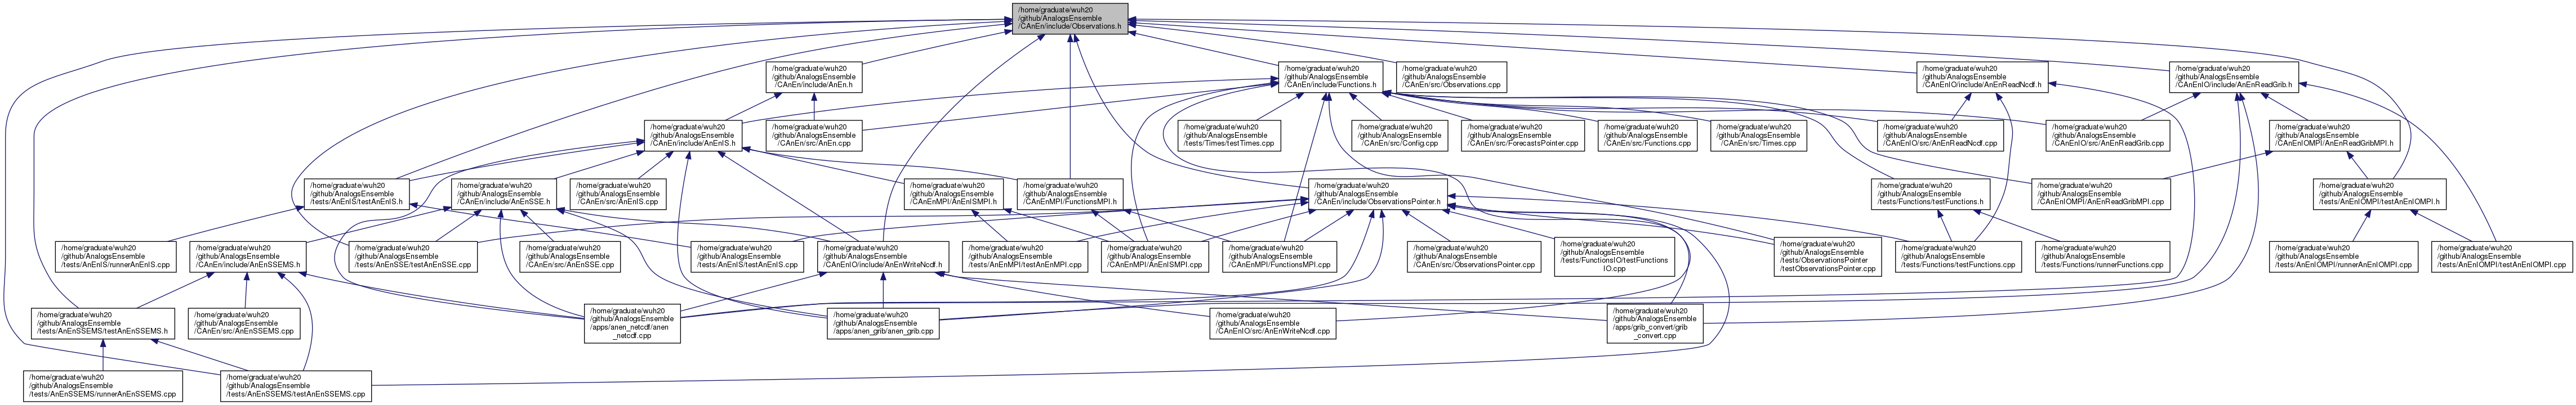 /home/graduate/wuh20
/github/AnalogsEnsemble
/CAnEn/include/Observations.h
/home/graduate/wuh20
/github/AnalogsEnsemble
/CAnEn/include/AnEn.h
/home/graduate/wuh20
/github/AnalogsEnsemble
/CAnEn/include/Functions.h
/home/graduate/wuh20
/github/AnalogsEnsemble
/CAnEn/src/Observations.cpp
/home/graduate/wuh20
/github/AnalogsEnsemble
/CAnEnIO/include/AnEnReadNcdf.h
/home/graduate/wuh20
/github/AnalogsEnsemble
/CAnEnIO/include/AnEnReadGrib.h
/home/graduate/wuh20
/github/AnalogsEnsemble
/CAnEn/include/AnEnIS.h
/home/graduate/wuh20
/github/AnalogsEnsemble
/CAnEn/src/AnEn.cpp
/home/graduate/wuh20
/github/AnalogsEnsemble
/tests/Times/testTimes.cpp
/home/graduate/wuh20
/github/AnalogsEnsemble
/CAnEn/src/Config.cpp
/home/graduate/wuh20
/github/AnalogsEnsemble
/CAnEn/src/ForecastsPointer.cpp
/home/graduate/wuh20
/github/AnalogsEnsemble
/CAnEn/src/Functions.cpp
/home/graduate/wuh20
/github/AnalogsEnsemble
/CAnEn/src/Times.cpp
/home/graduate/wuh20
/github/AnalogsEnsemble
/CAnEnIO/src/AnEnReadNcdf.cpp
/home/graduate/wuh20
/github/AnalogsEnsemble
/CAnEnIO/src/AnEnReadGrib.cpp
/home/graduate/wuh20
/github/AnalogsEnsemble
/CAnEnIOMPI/AnEnReadGribMPI.h
/home/graduate/wuh20
/github/AnalogsEnsemble
/tests/AnEnIS/testAnEnIS.h
/home/graduate/wuh20
/github/AnalogsEnsemble
/CAnEn/include/AnEnSSE.h
/home/graduate/wuh20
/github/AnalogsEnsemble
/CAnEn/src/AnEnIS.cpp
/home/graduate/wuh20
/github/AnalogsEnsemble
/CAnEnMPI/AnEnISMPI.h
/home/graduate/wuh20
/github/AnalogsEnsemble
/CAnEnMPI/FunctionsMPI.h
/home/graduate/wuh20
/github/AnalogsEnsemble
/CAnEn/include/ObservationsPointer.h
/home/graduate/wuh20
/github/AnalogsEnsemble
/tests/Functions/testFunctions.h
/home/graduate/wuh20
/github/AnalogsEnsemble
/CAnEnIOMPI/AnEnReadGribMPI.cpp
/home/graduate/wuh20
/github/AnalogsEnsemble
/tests/AnEnIOMPI/testAnEnIOMPI.h
/home/graduate/wuh20
/github/AnalogsEnsemble
/tests/AnEnIS/runnerAnEnIS.cpp
/home/graduate/wuh20
/github/AnalogsEnsemble
/CAnEn/include/AnEnSSEMS.h
/home/graduate/wuh20
/github/AnalogsEnsemble
/tests/AnEnSSE/testAnEnSSE.cpp
/home/graduate/wuh20
/github/AnalogsEnsemble
/CAnEn/src/AnEnSSE.cpp
/home/graduate/wuh20
/github/AnalogsEnsemble
/tests/AnEnIS/testAnEnIS.cpp
/home/graduate/wuh20
/github/AnalogsEnsemble
/CAnEnIO/include/AnEnWriteNcdf.h
/home/graduate/wuh20
/github/AnalogsEnsemble
/tests/AnEnMPI/testAnEnMPI.cpp
/home/graduate/wuh20
/github/AnalogsEnsemble
/CAnEnMPI/AnEnISMPI.cpp
/home/graduate/wuh20
/github/AnalogsEnsemble
/CAnEnMPI/FunctionsMPI.cpp
/home/graduate/wuh20
/github/AnalogsEnsemble
/CAnEn/src/ObservationsPointer.cpp
/home/graduate/wuh20
/github/AnalogsEnsemble
/tests/FunctionsIO/testFunctions
IO.cpp
/home/graduate/wuh20
/github/AnalogsEnsemble
/tests/ObservationsPointer
/testObservationsPointer.cpp
/home/graduate/wuh20
/github/AnalogsEnsemble
/tests/Functions/testFunctions.cpp
/home/graduate/wuh20
/github/AnalogsEnsemble
/tests/Functions/runnerFunctions.cpp
/home/graduate/wuh20
/github/AnalogsEnsemble
/tests/AnEnIOMPI/runnerAnEnIOMPI.cpp
/home/graduate/wuh20
/github/AnalogsEnsemble
/tests/AnEnIOMPI/testAnEnIOMPI.cpp
/home/graduate/wuh20
/github/AnalogsEnsemble
/tests/AnEnSSEMS/testAnEnSSEMS.h
/home/graduate/wuh20
/github/AnalogsEnsemble
/CAnEn/src/AnEnSSEMS.cpp
/home/graduate/wuh20
/github/AnalogsEnsemble
/apps/anen_netcdf/anen
_netcdf.cpp
/home/graduate/wuh20
/github/AnalogsEnsemble
/apps/anen_grib/anen_grib.cpp
/home/graduate/wuh20
/github/AnalogsEnsemble
/CAnEnIO/src/AnEnWriteNcdf.cpp
/home/graduate/wuh20
/github/AnalogsEnsemble
/apps/grib_convert/grib
_convert.cpp
/home/graduate/wuh20
/github/AnalogsEnsemble
/tests/AnEnSSEMS/runnerAnEnSSEMS.cpp
/home/graduate/wuh20
/github/AnalogsEnsemble
/tests/AnEnSSEMS/testAnEnSSEMS.cpp